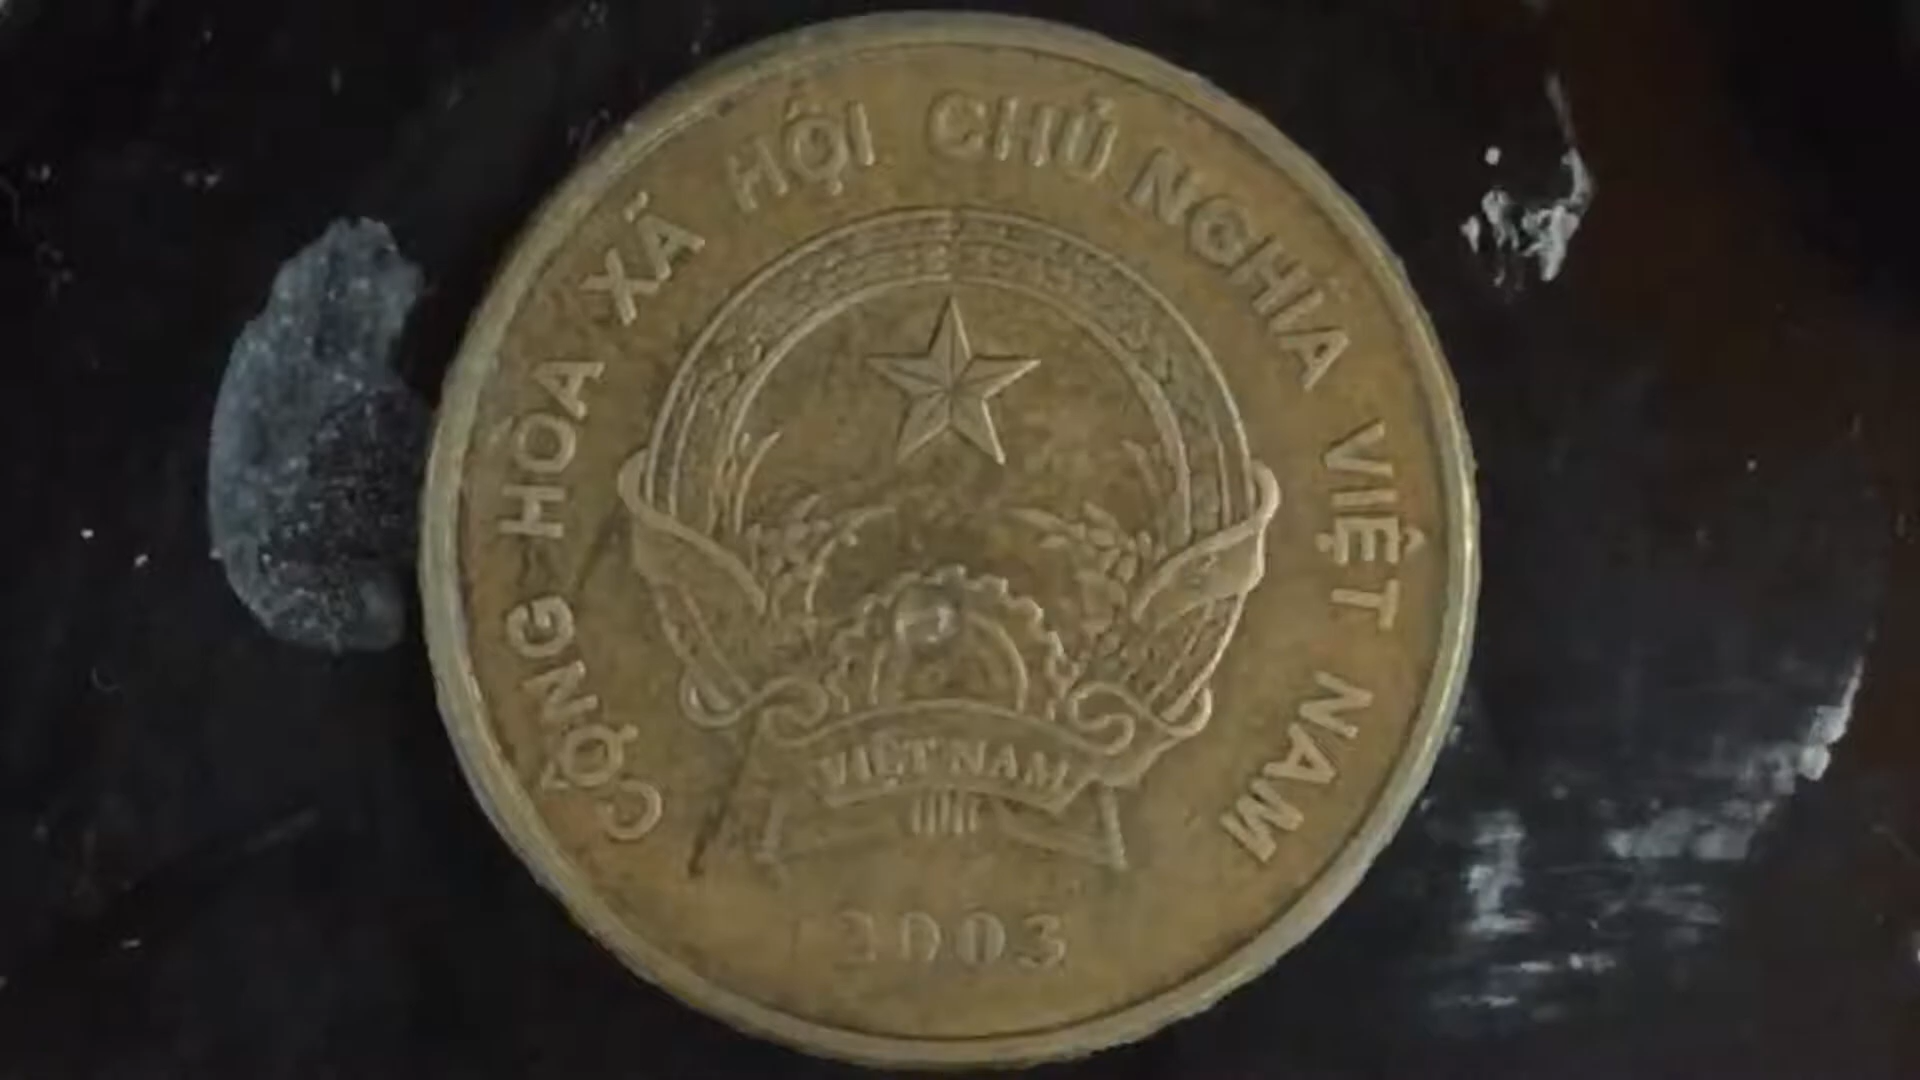 CỘNG HÒA XÃ HỘI CHỦ NGHĨA VIỆT NAM
VIỆT NAM
2003